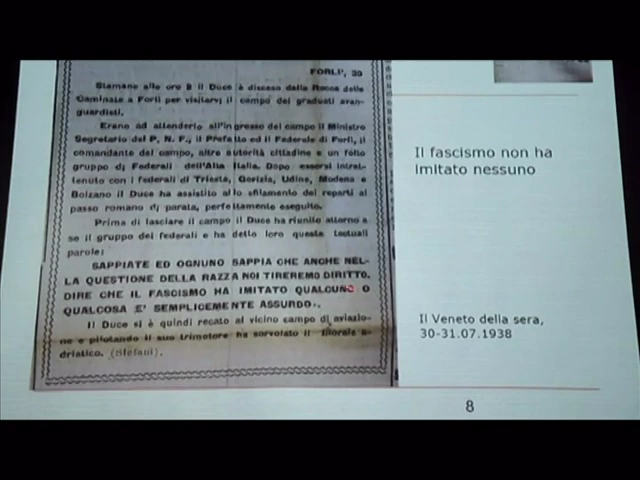 FORLI', 30
Stamane alle ore 9 il Duce è disceso dalla Rocca delle
Caminate a Forlì per visitarvi il campo dei graduati avan-
guardisti.
Erano ad attenderlo all'ingresso del campo il Ministro
Segretario del P. N. F., il Prefetto ed il Federale di Forlì, il
comandante del campo, altre autorità cittadine e un folto
gruppo di Federali dell'Alta Italia. Dopo essersi intrat-
tenuto con i federali di Trieste, Gorizia, Udine, Modena e
Bolzano il Duce ha assistito allo sfilamento dei reparti al
passo romano di parata, perfettamente eseguito.
Prima di lasciare il campo il Duce ha riunito attorno a
se il gruppo dei federali e ha detto loro queste testuali
parole:
SAPPIATE ED OGNUNO SAPPIA CHE ANCHE NEL-
LA QUESTIONE DELLA RAZZA NOI TIREREMO DIRITTO.
DIRE CHE IL FASCISMO HA IMITATO QUALCUNO O
QUALCOSA E' SEMPLICEMENTE ASSURDO».
Il Duce si è quindi recato al vicino campo di aviazio-
ne e pilotando il suo trimotore ha sorvolato il litorale a-
driatico. (Stefani).
Il fascismo non ha
imitato nessuno
Il Veneto della sera,
30-31.07.1938
8